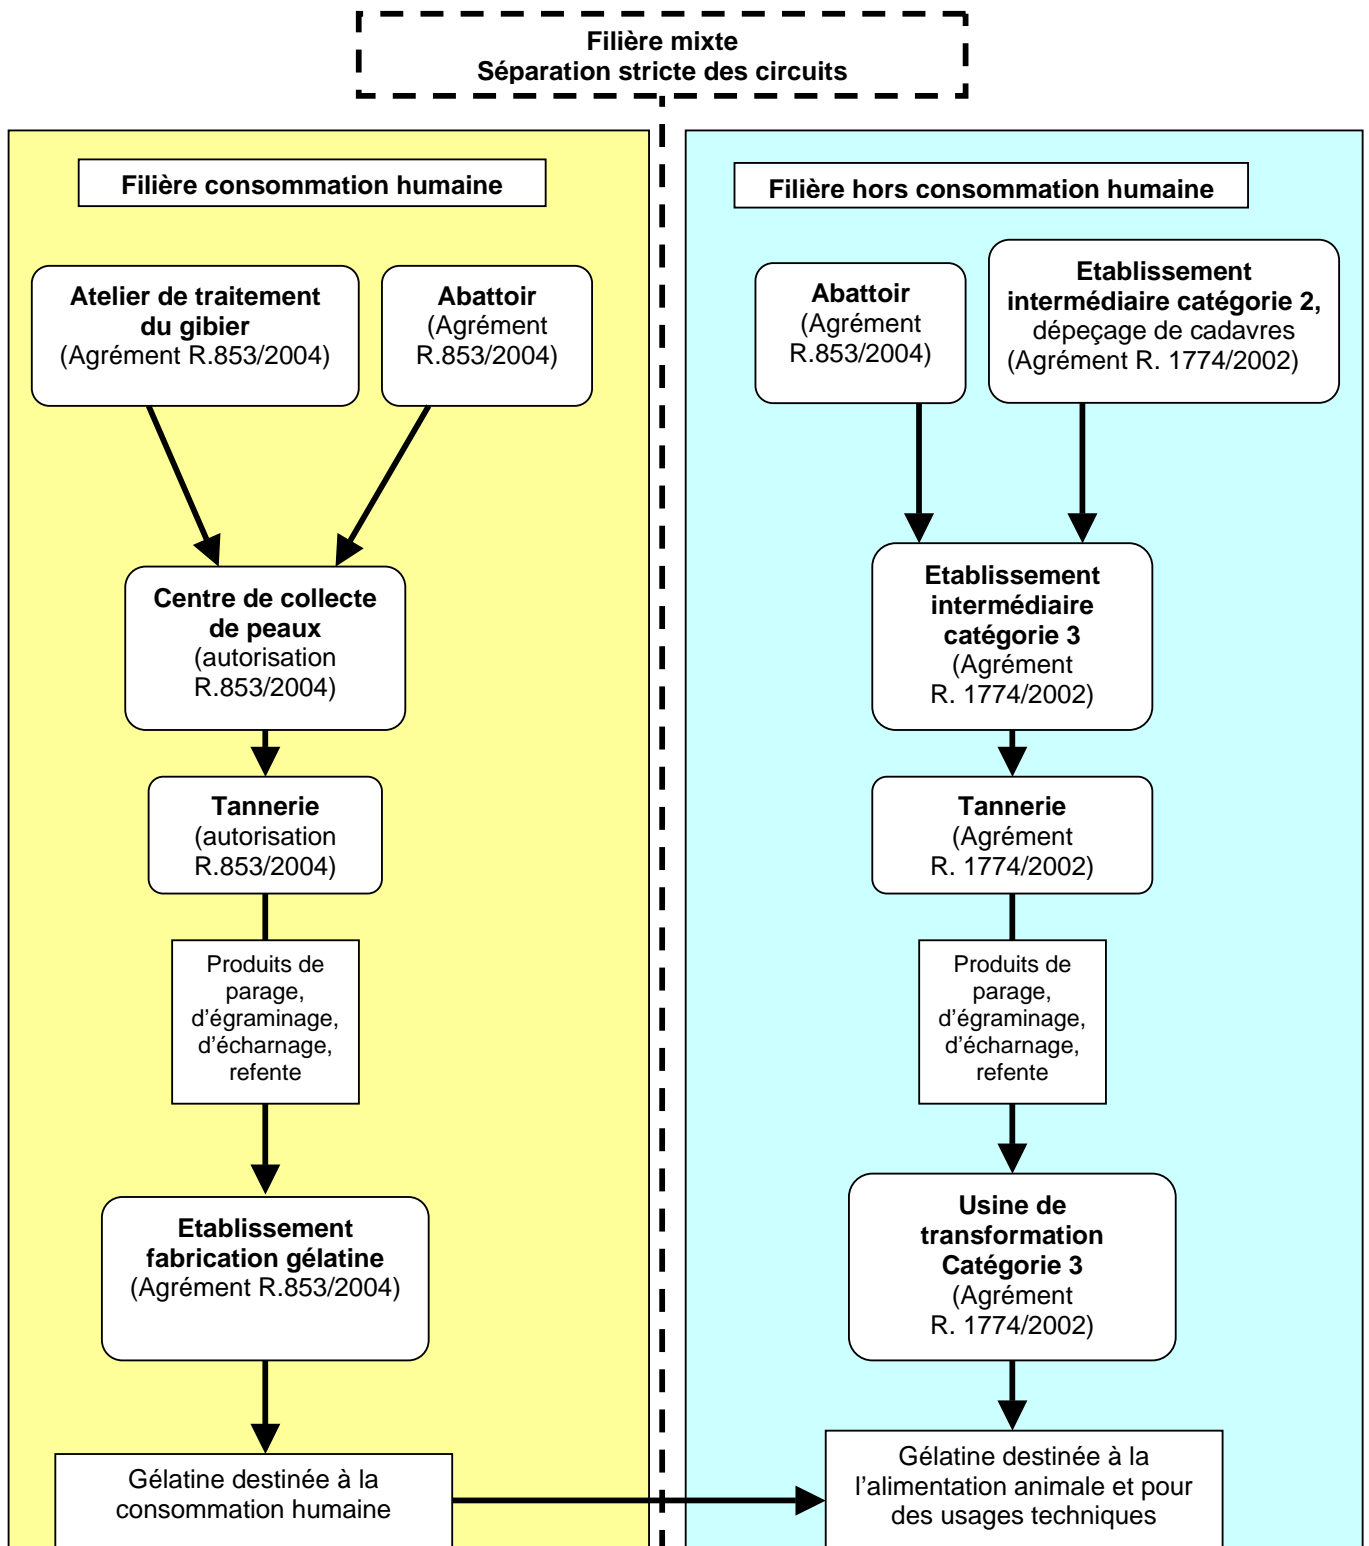 Filière mixte
Séparation stricte des circuits
Filière consommation humaine
Atelier de traitement
du gibier
(Agrément R.853/2004)
Abattoir
(Agrément
R.853/2004)
Centre de collecte
de peaux
(autorisation
R.853/2004)
Tannerie
(autorisation
R.853/2004)
Produits de
parage,
d'égraminage,
d'écharnage,
refente
Etablissement
fabrication gélatine
(Agrément R.853/2004)
Gélatine destinée à la
consommation humaine
Filière hors consommation humaine
Abattoir
(Agrément
R.853/2004)
Etablissement
intermédiaire catégorie 2,
dépeçage de cadavres
(Agrément R. 1774/2002)
Etablissement
intermédiaire
catégorie 3
(Agrément
R. 1774/2002)
Tannerie
(Agrément
R. 1774/2002)
Produits de
parage,
d'égraminage,
d'écharnage,
refente
Usine de
transformation
Catégorie 3
(Agrément
R. 1774/2002)
Gélatine destinée à la
l'alimentation animale et pour
des usages techniques